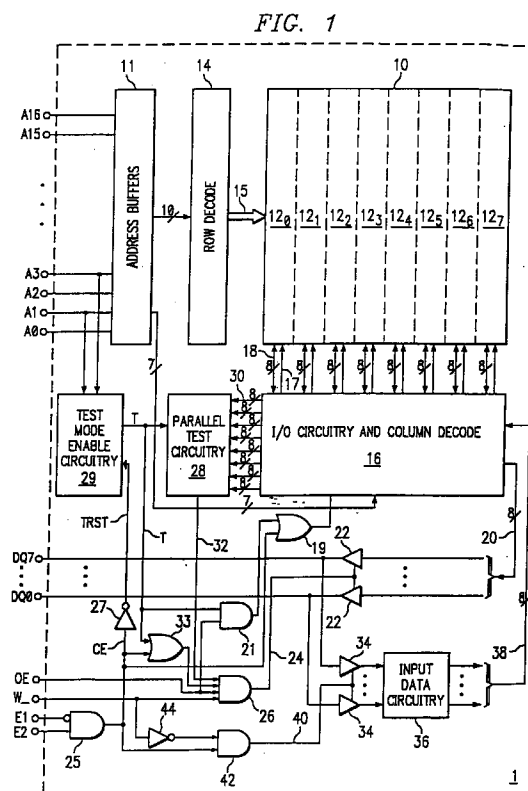 FIG. 1
11
14
10
A16
A15
ADDRESS BUFFERS
10
ROW DECODE
15
12₀ 12₁ 12₂ 12₃ 12₄ 12₅ 12₆ 12₇
A3
A2
A1
A0
7
18
17
8 8 8 8 8 8 8 8
30
8
8
8
8
8
8
8
8
TEST MODE ENABLE CIRCUITRY 29
T
PARALLEL TEST CIRCUITRY 28
I/O CIRCUITRY AND COLUMN DECODE
16
7
8
20
TRST
T
32
19
22
DQ7
DQ0
22
27
21
24
8
38
CE
33
34
34
INPUT DATA CIRCUITRY 36
OE
W_
26
E1
E2
25
44
42
40
1